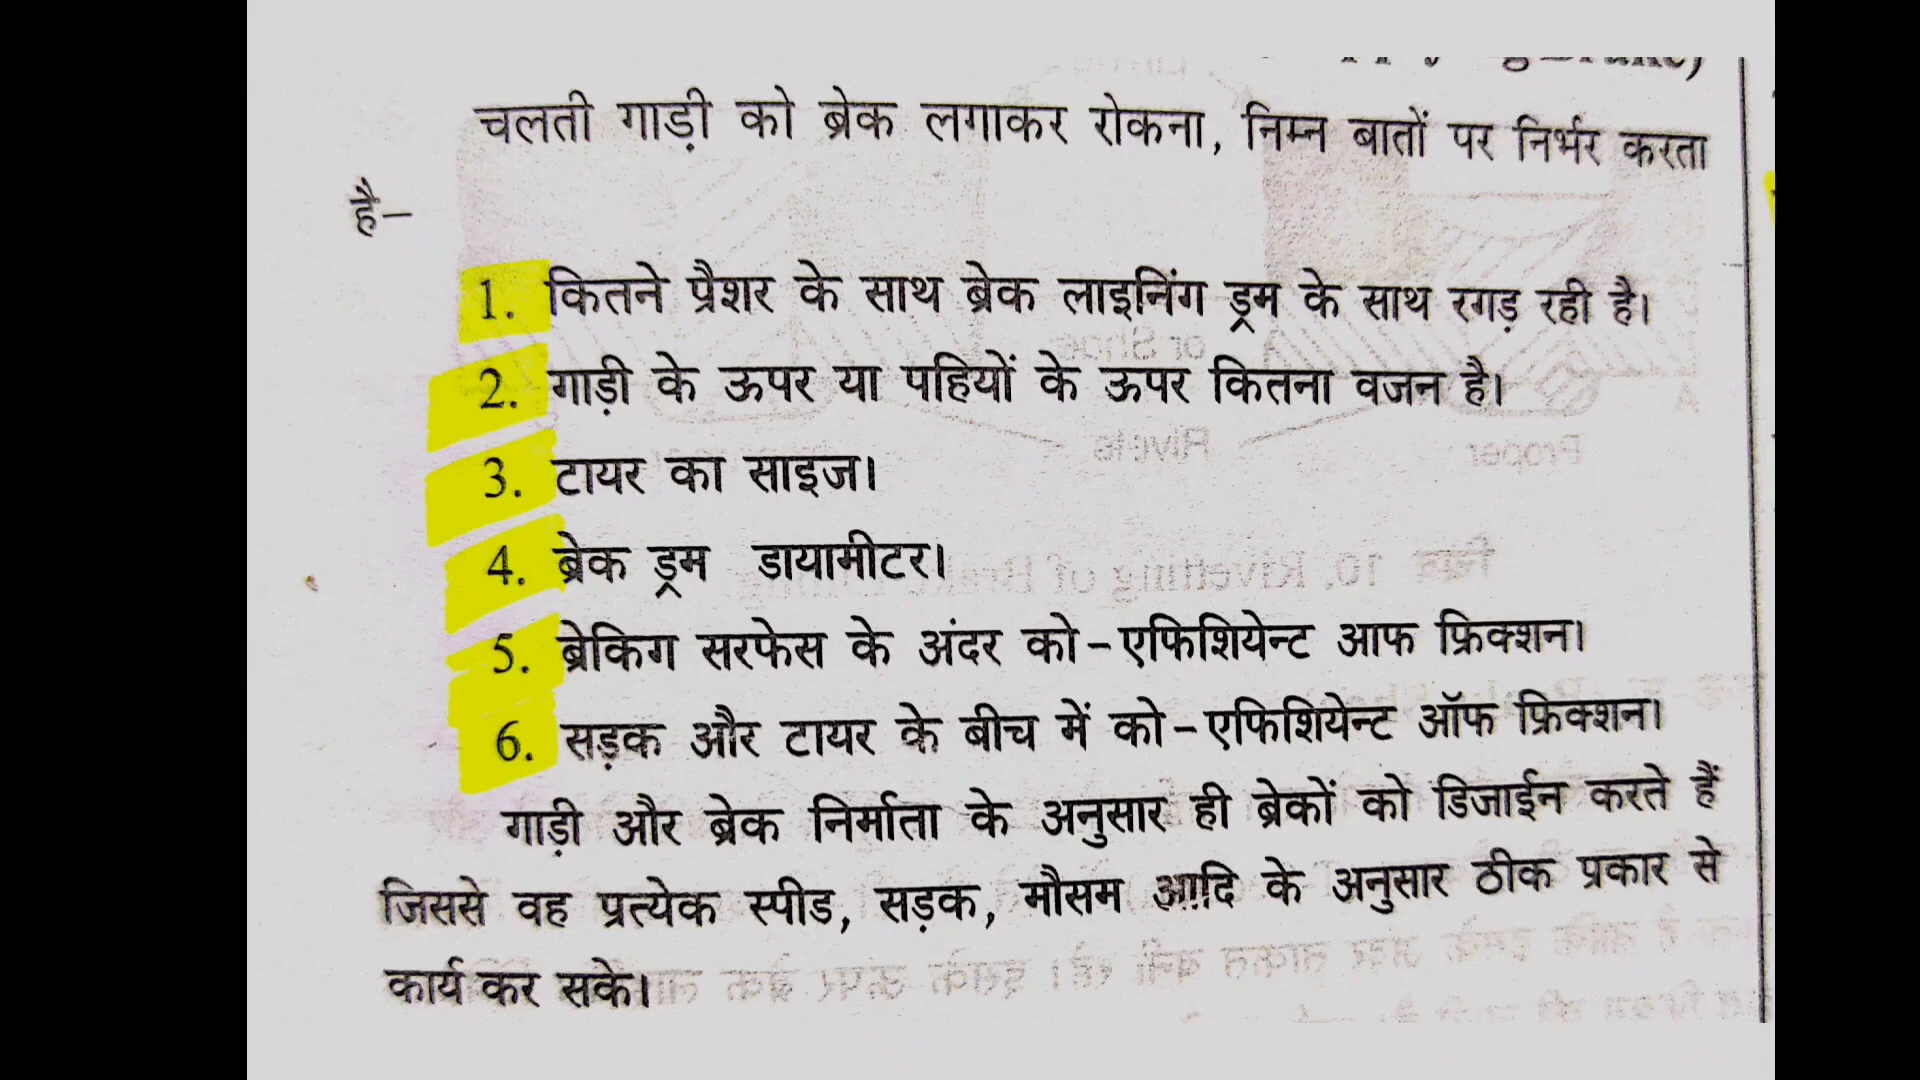 चलती गाड़ी को ब्रेक लगाकर रोकना, निम्न बातों पर निर्भर करता
है–
1. कितने प्रैशर के साथ ब्रेक लाइनिंग ड्रम के साथ रगड़ रही है।
2. गाड़ी के ऊपर या पहियों के ऊपर कितना वजन है।
3. टायर का साइज।
4. ब्रेक ड्रम डायामीटर।
5. ब्रेकिग सरफेस के अंदर को-एफिशियेन्ट आफ फ्रिक्शन।
6. सड़क और टायर के बीच में को-एफिशियेन्ट ऑफ फ्रिक्शन।
गाड़ी और ब्रेक निर्माता के अनुसार ही ब्रेकों को डिजाईन करते हैं
जिससे वह प्रत्येक स्पीड, सड़क, मौसम आदि के अनुसार ठीक प्रकार से
कार्य कर सके।